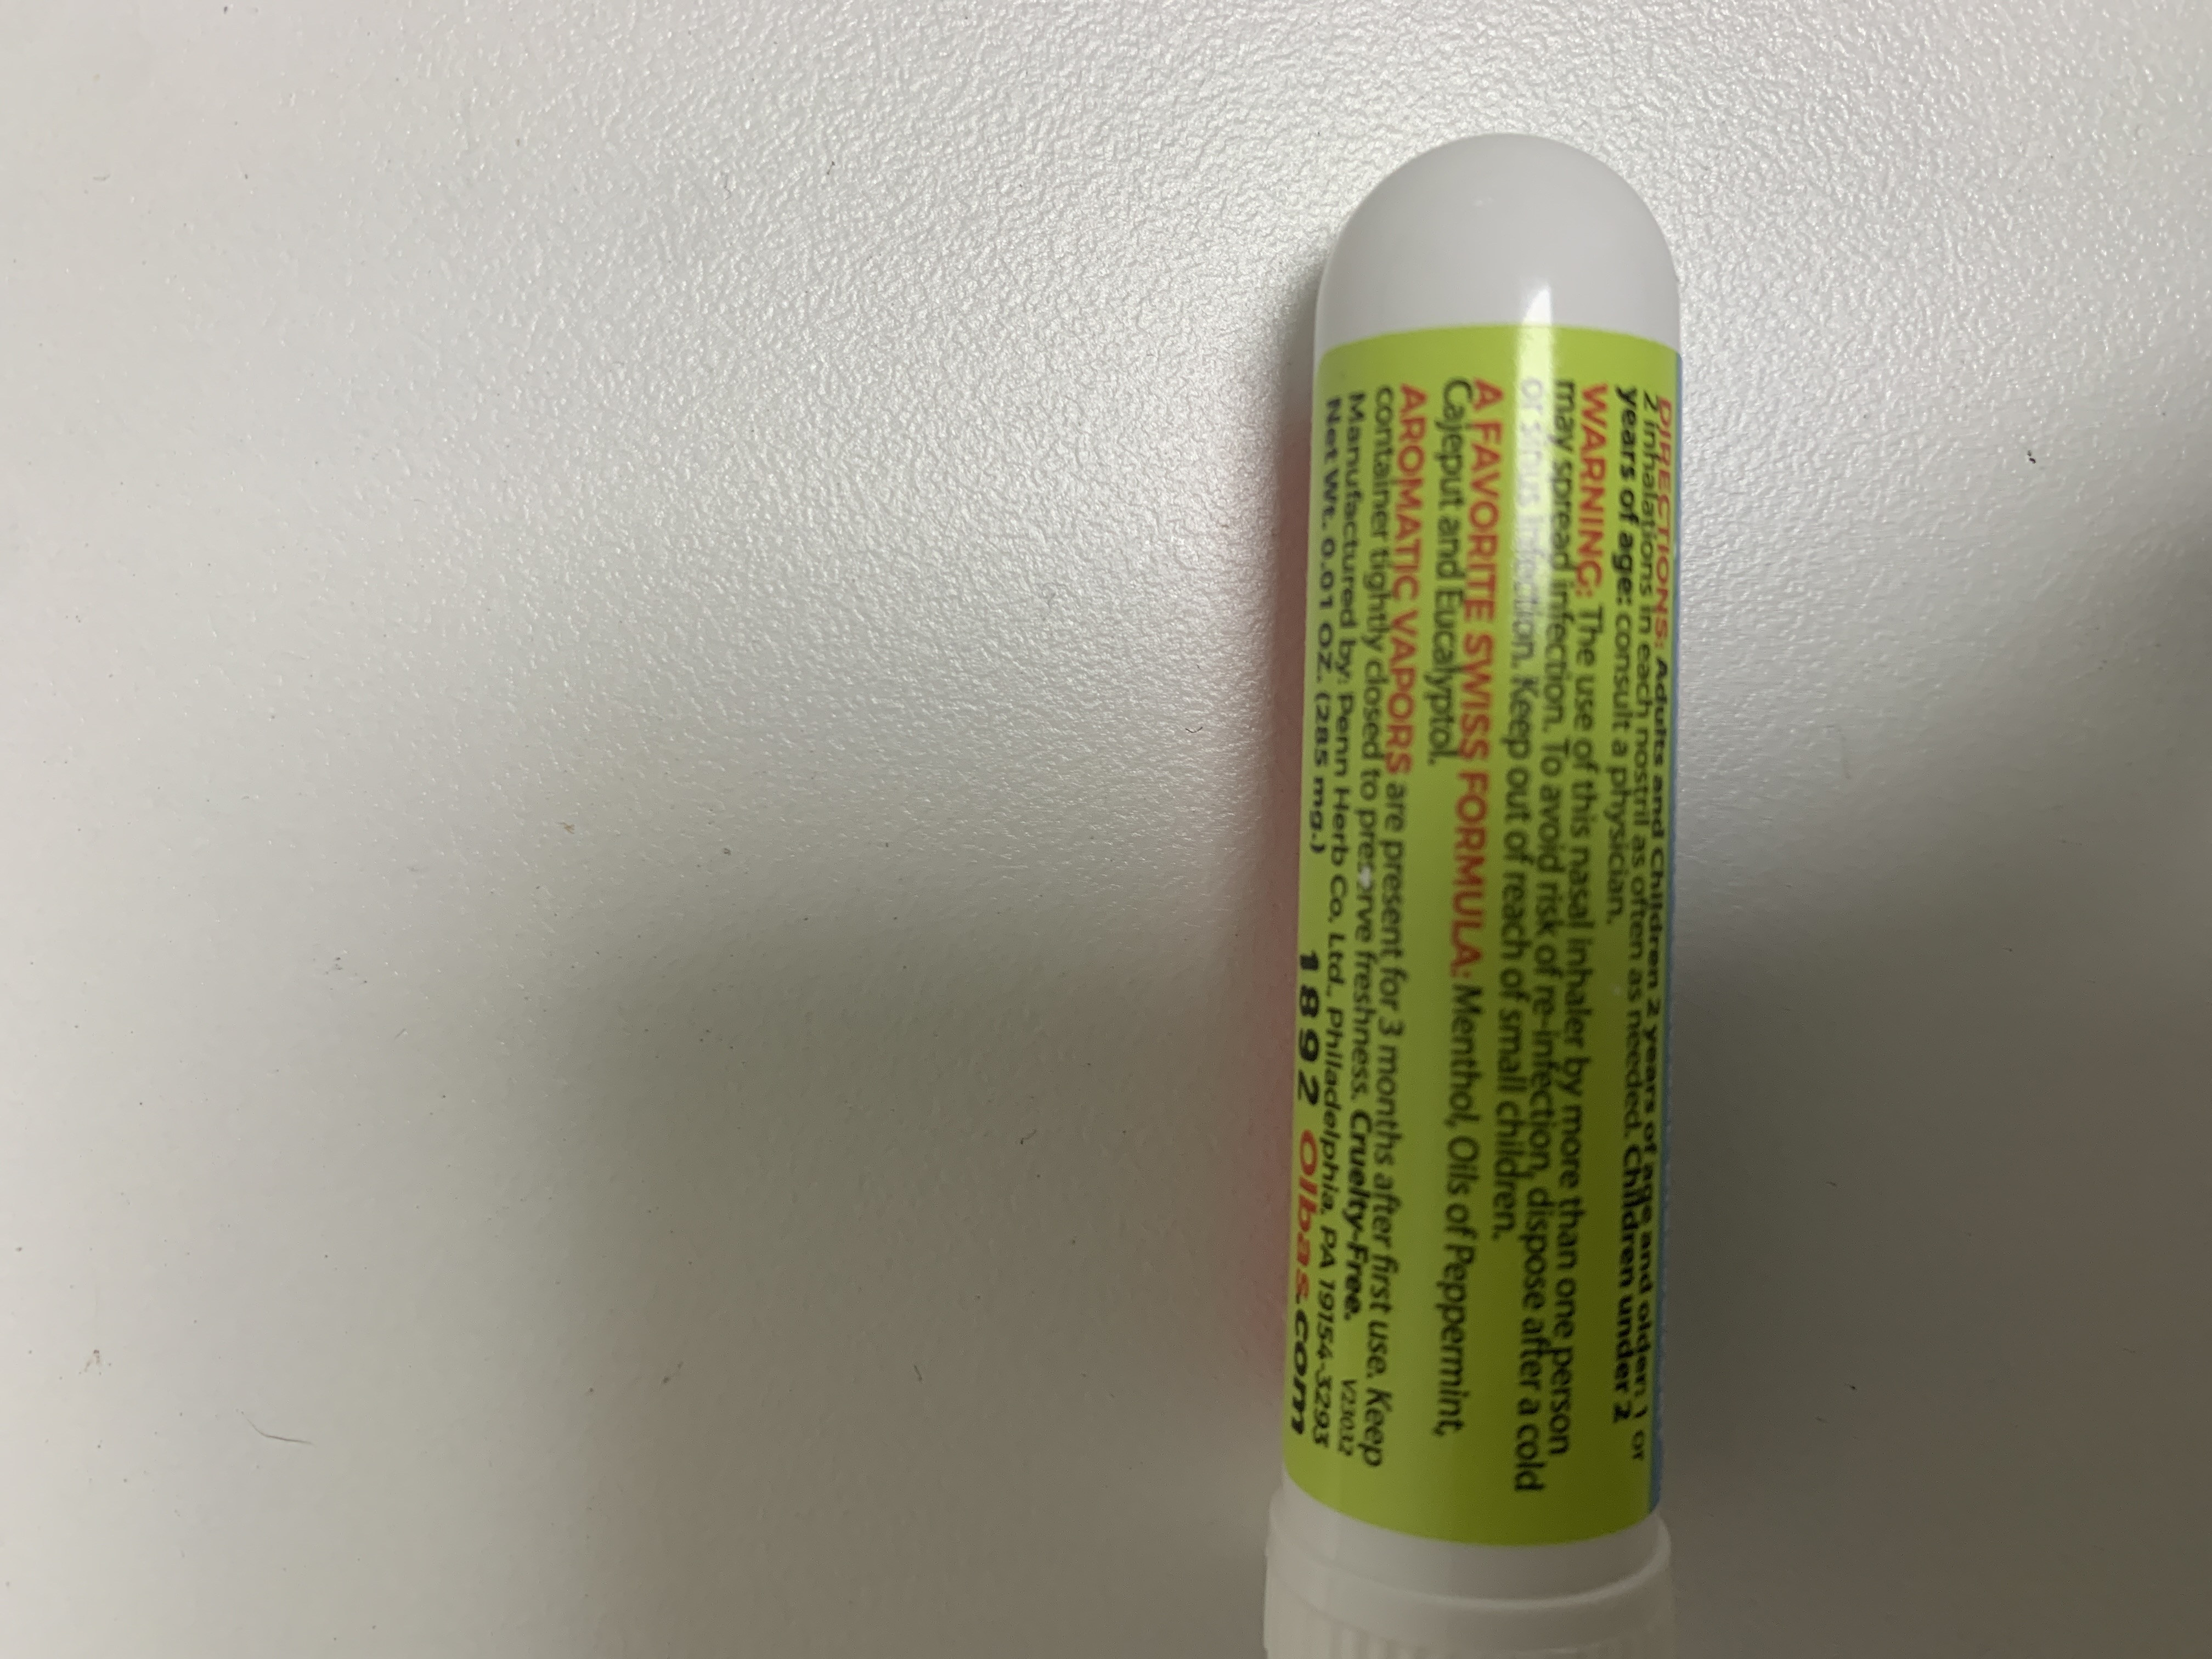 DIRECTIONS: Adults and Children 2 years of age and older: 1 or
2 inhalations in each nostril as often as needed. Children under 2
years of age: consult a physician.
WARNING: The use of this nasal inhaler by more than one person
may spread infection. To avoid risk of re-infection, dispose after a cold
or sinus infection. Keep out of reach of small children.
A FAVORITE SWISS FORMULA: Menthol, Oils of Peppermint,
Cajeput and Eucalyptol.
AROMATIC VAPORS are present for 3 months after first use. Keep
container tightly closed to preserve freshness. Cruelty-Free. V23032
Manufactured by: Penn Herb Co, Ltd., Philadelphia, PA 19154-3293
Net Wt. 0.01 OZ. (285 mg.) 1892 Olbas.com